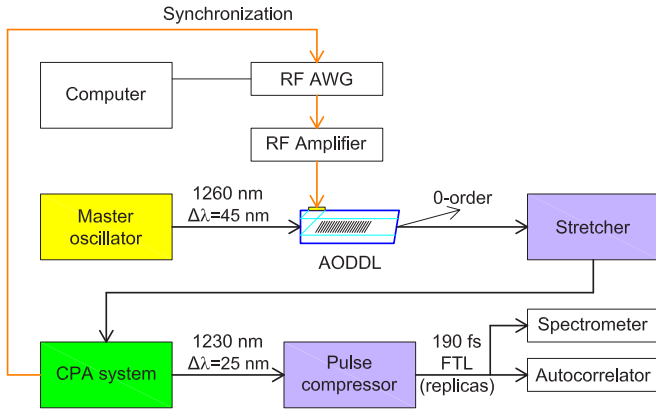 Synchronization
RF AWG
Computer
RF Amplifier
1260 nm
Δλ=45 nm
0-order
Master
oscillator
Stretcher
AODDL
1230 nm
Δλ=25 nm
190 fs
FTL
(replicas)
Spectrometer
CPA system
Pulse
compressor
Autocorrelator